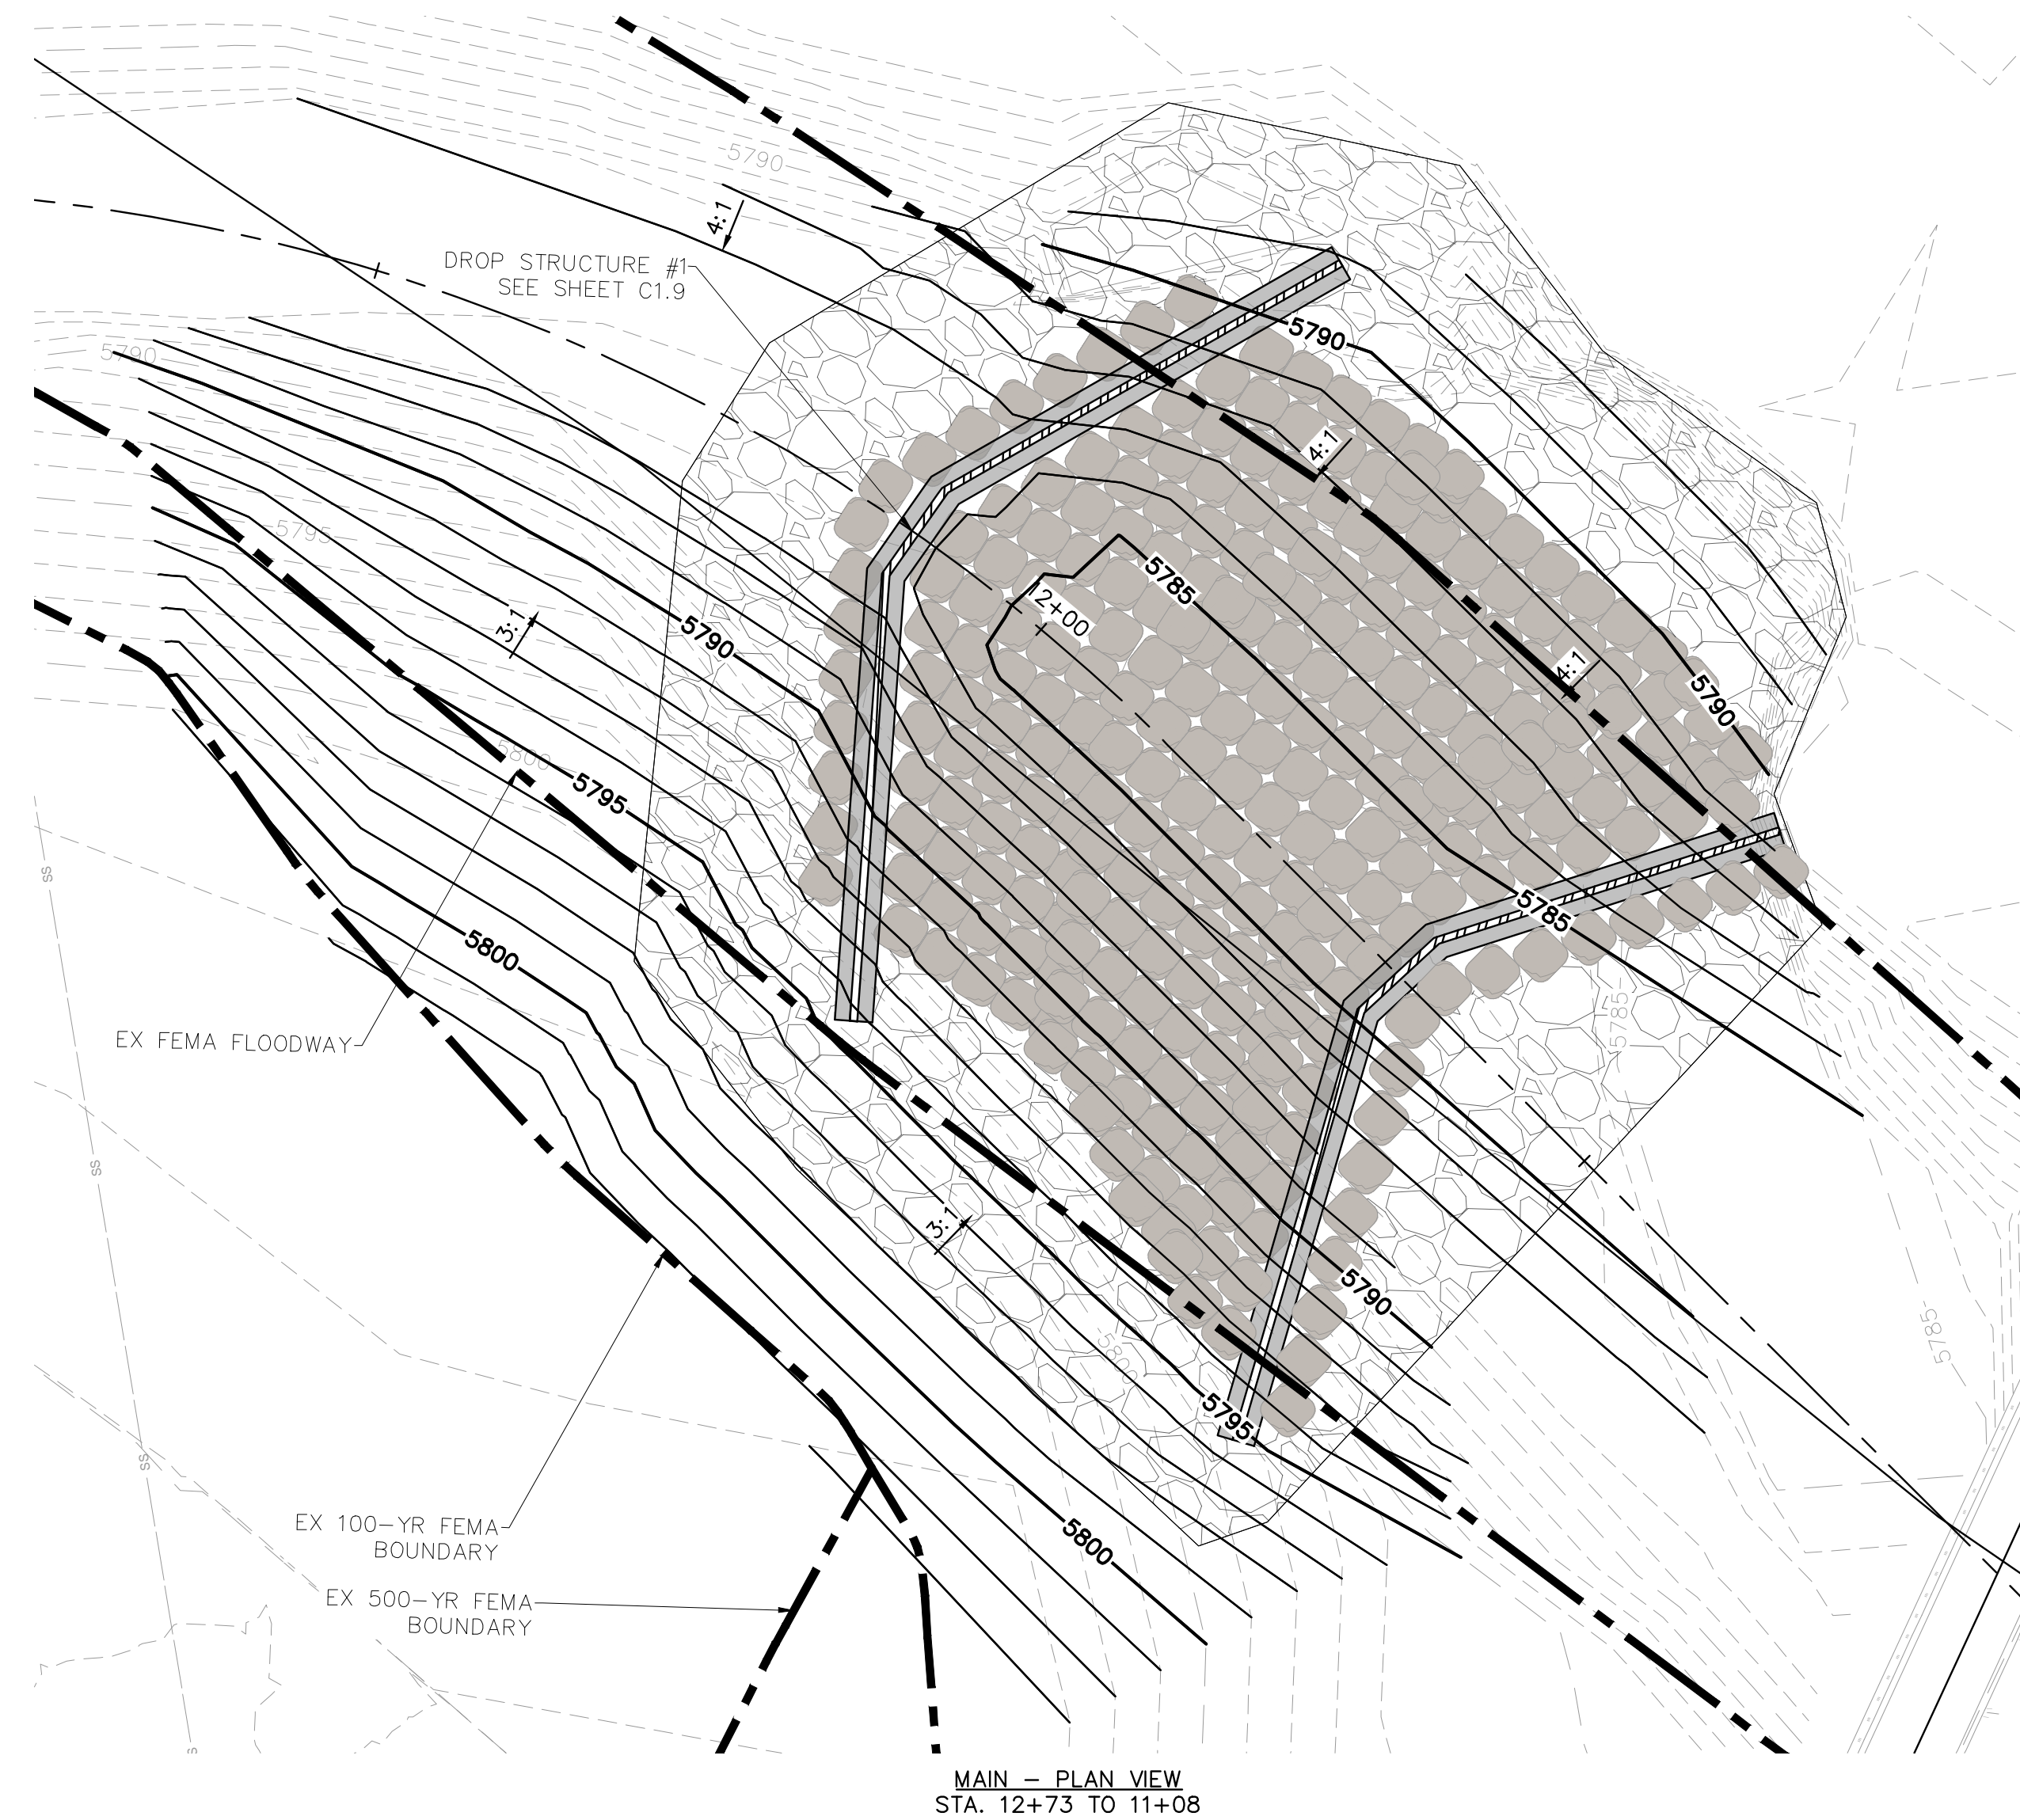 5790
4:1
DROP STRUCTURE #1
SEE SHEET C1.9
5790
5790
4:1
5795
5785
12+00
3:1
5790
4:1
5790
5800
5795
SS
5785
5800
5785
EX FEMA FLOODWAY
SS
3:1
5790
5785
5800
5795
SS
EX 100-YR FEMA
BOUNDARY
5800
EX 500-YR FEMA
BOUNDARY
MAIN - PLAN VIEW
STA. 12+73 TO 11+08